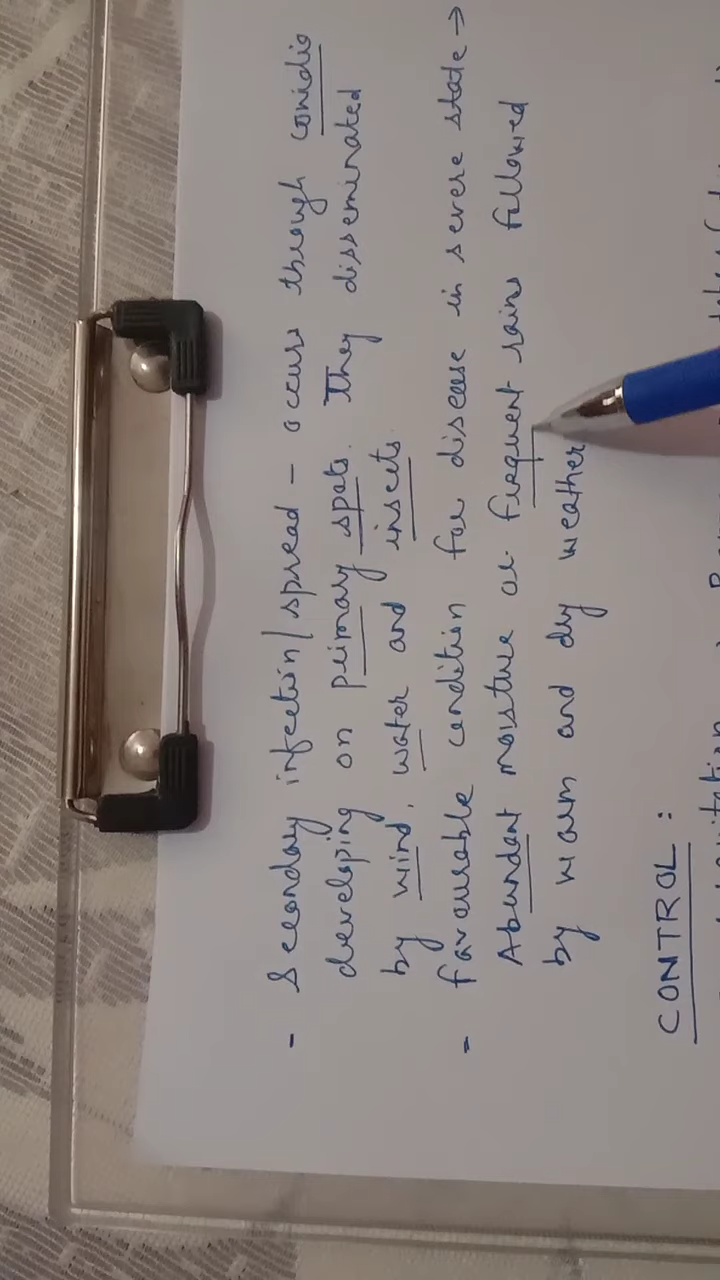 - Secondary infection/spread - occurs through conidia
developing on primary spots. They disseminated
by wind, water and insects.
- favourable condition for disease in severe state →
Abundant moisture or frequent rains followed
by warm and dry weather
CONTROL :